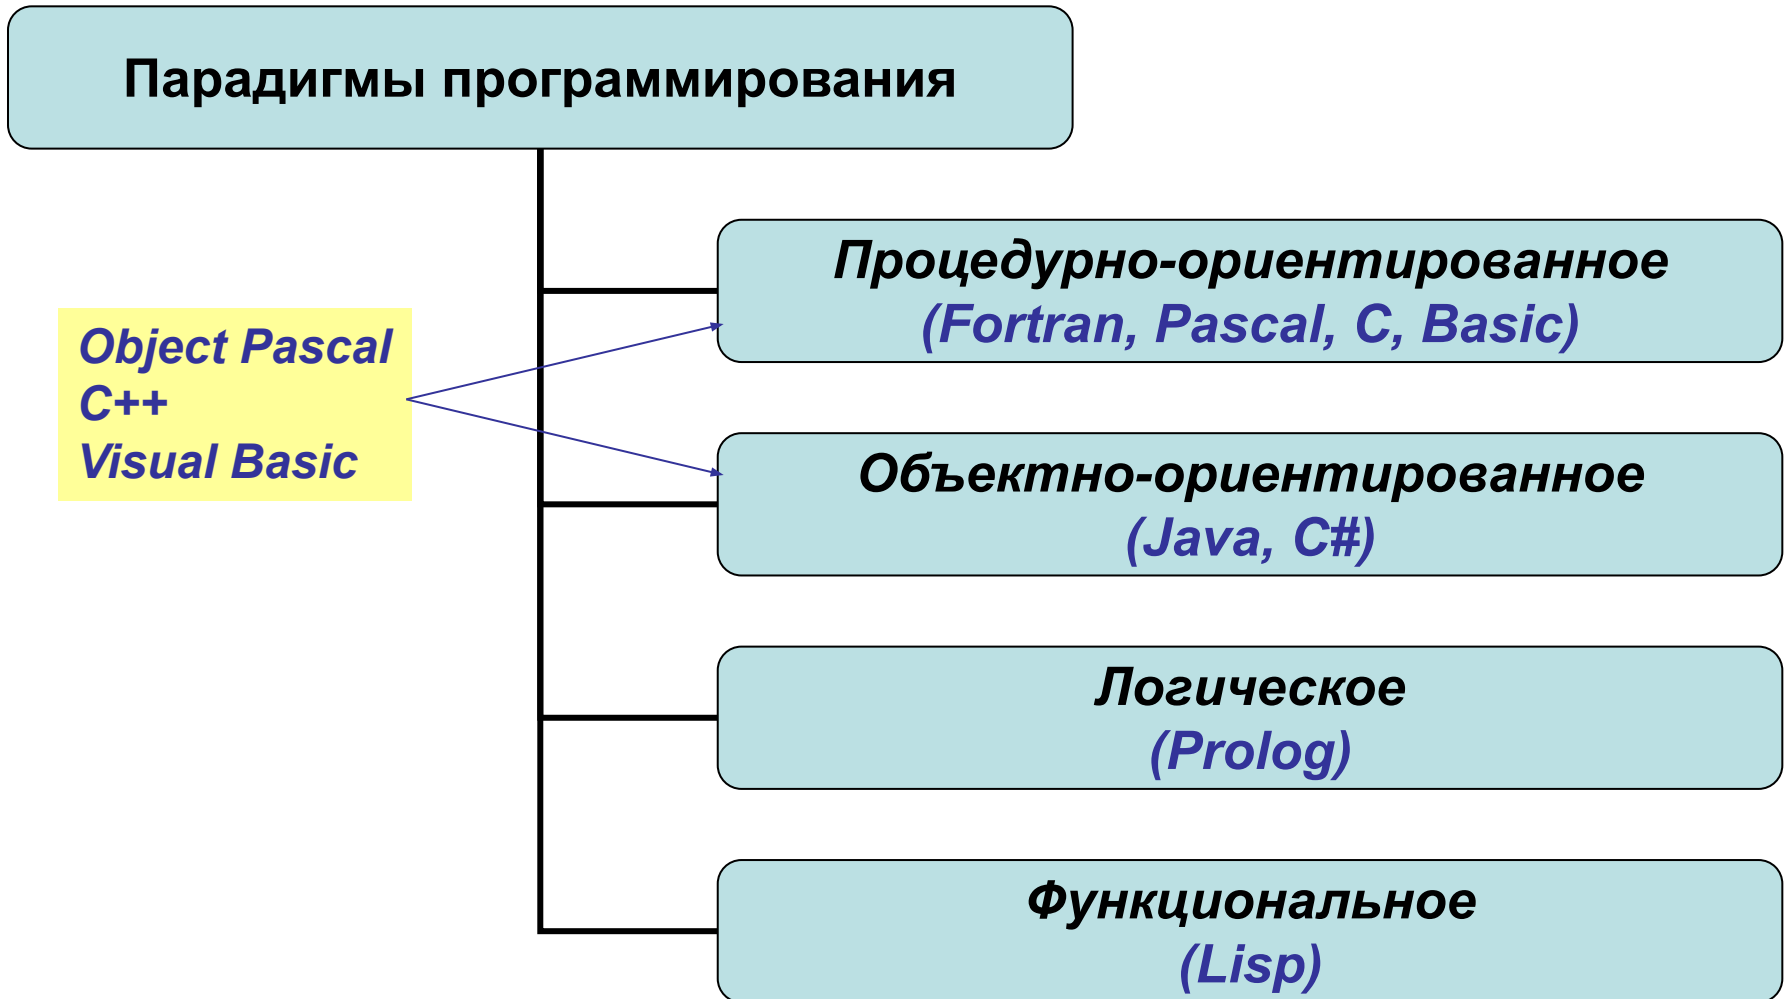 Парадигмы программирования
Процедурно-ориентированное
(Fortran, Pascal, C, Basic)
Object Pascal
C++
Visual Basic
Объектно-ориентированное
(Java, C#)
Логическое
(Prolog)
Функциональное
(Lisp)